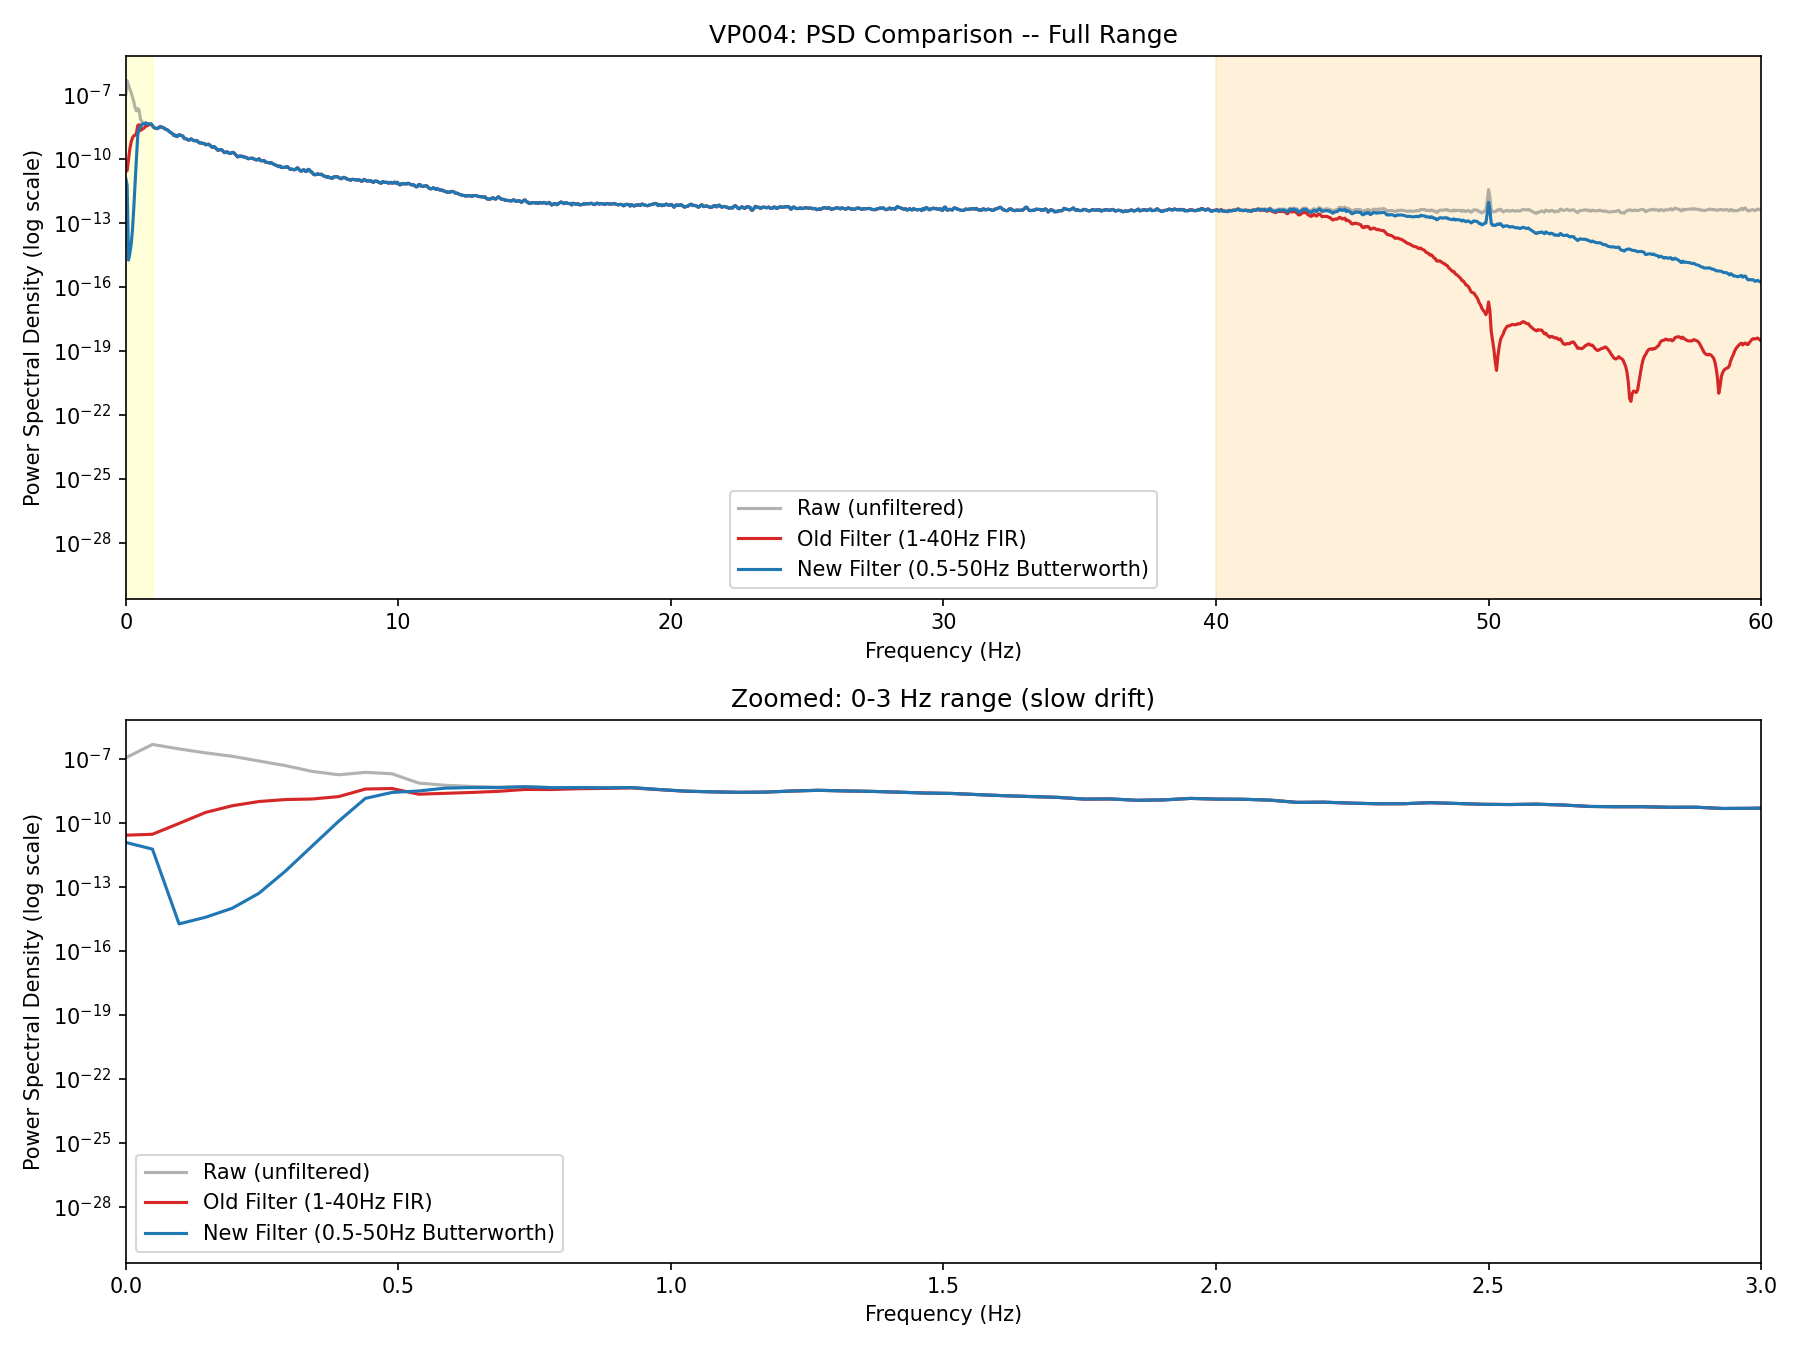 VP004: PSD Comparison -- Full Range
Power Spectral Density (log scale)
10⁻⁷
10⁻¹⁰
10⁻¹³
10⁻¹⁶
10⁻¹⁹
10⁻²²
10⁻²⁵
10⁻²⁸
Raw (unfiltered)
Old Filter (1-40Hz FIR)
New Filter (0.5-50Hz Butterworth)
0 10 20 30 40 50 60
Frequency (Hz)
Zoomed: 0-3 Hz range (slow drift)
Power Spectral Density (log scale)
10⁻⁷
10⁻¹⁰
10⁻¹³
10⁻¹⁶
10⁻¹⁹
10⁻²²
10⁻²⁵
10⁻²⁸
Raw (unfiltered)
Old Filter (1-40Hz FIR)
New Filter (0.5-50Hz Butterworth)
0.0 0.5 1.0 1.5 2.0 2.5 3.0
Frequency (Hz)